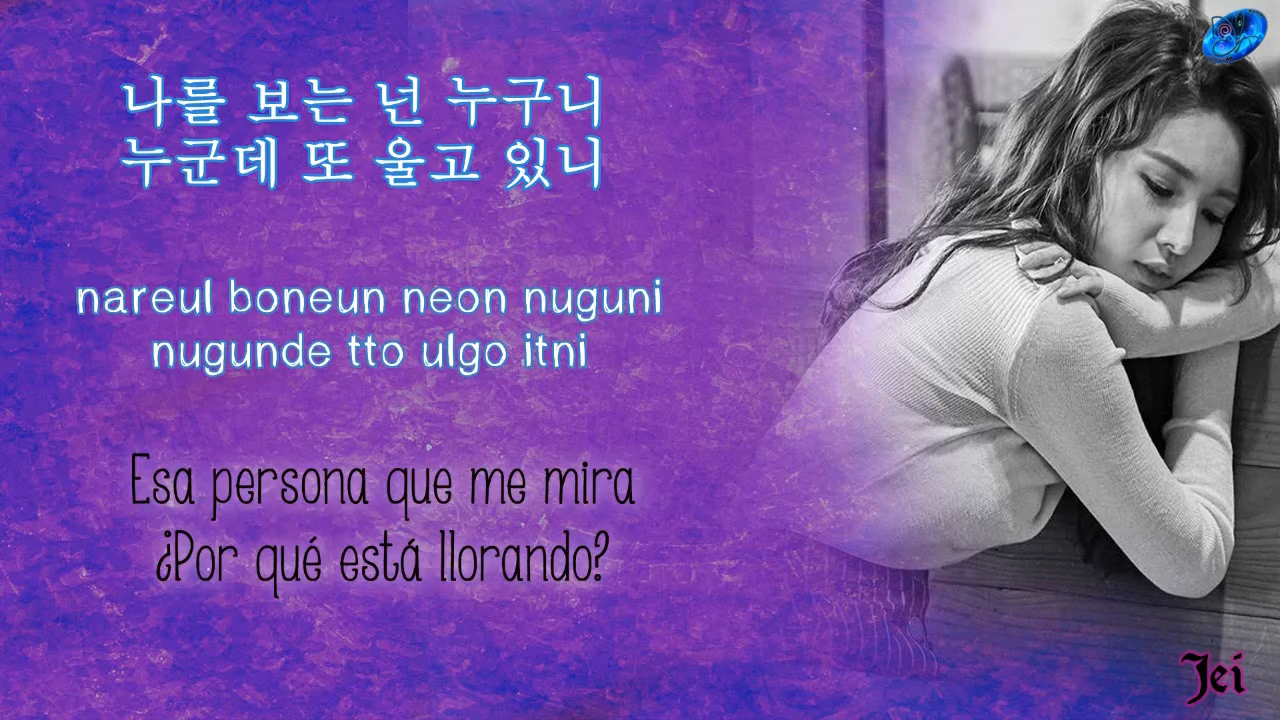 나를 보는 넌 누구니
누군데 또 울고 있니
nareul boneun neon nuguni
nugunde tto ulgo itni
Esa persona que me mira
¿Por qué está llorando?
Jei